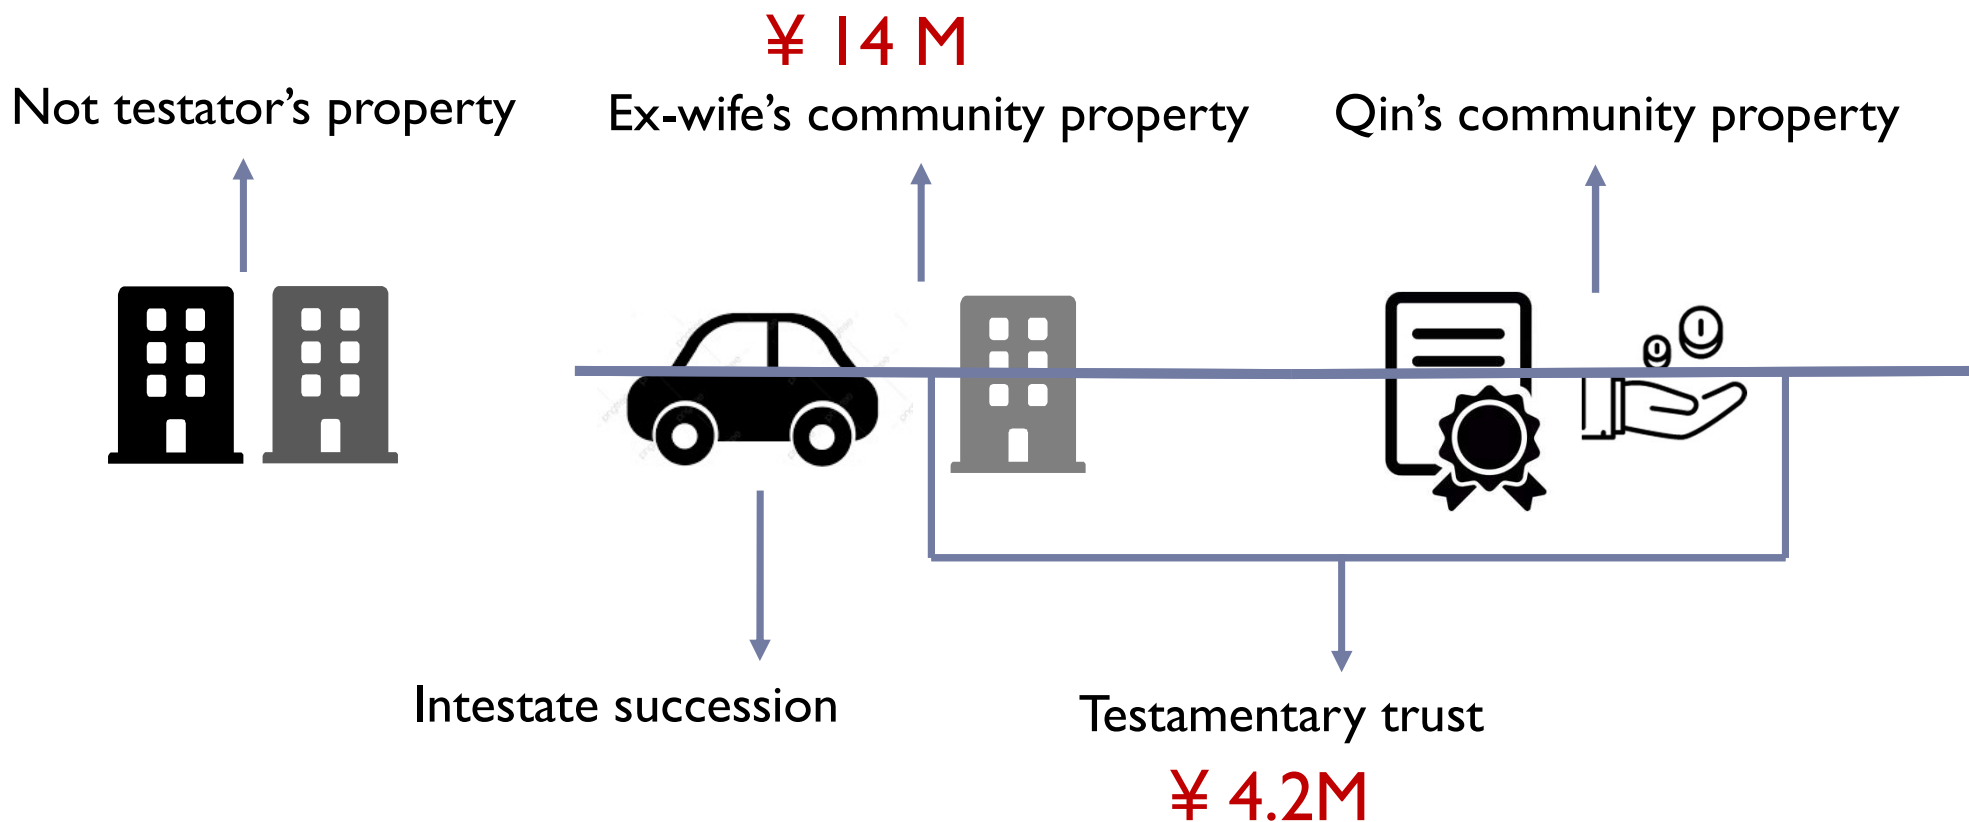 ¥ 14 M
Not testator’s property
Ex-wife’s community property
Qin’s community property
Intestate succession
Testamentary trust
¥ 4.2M